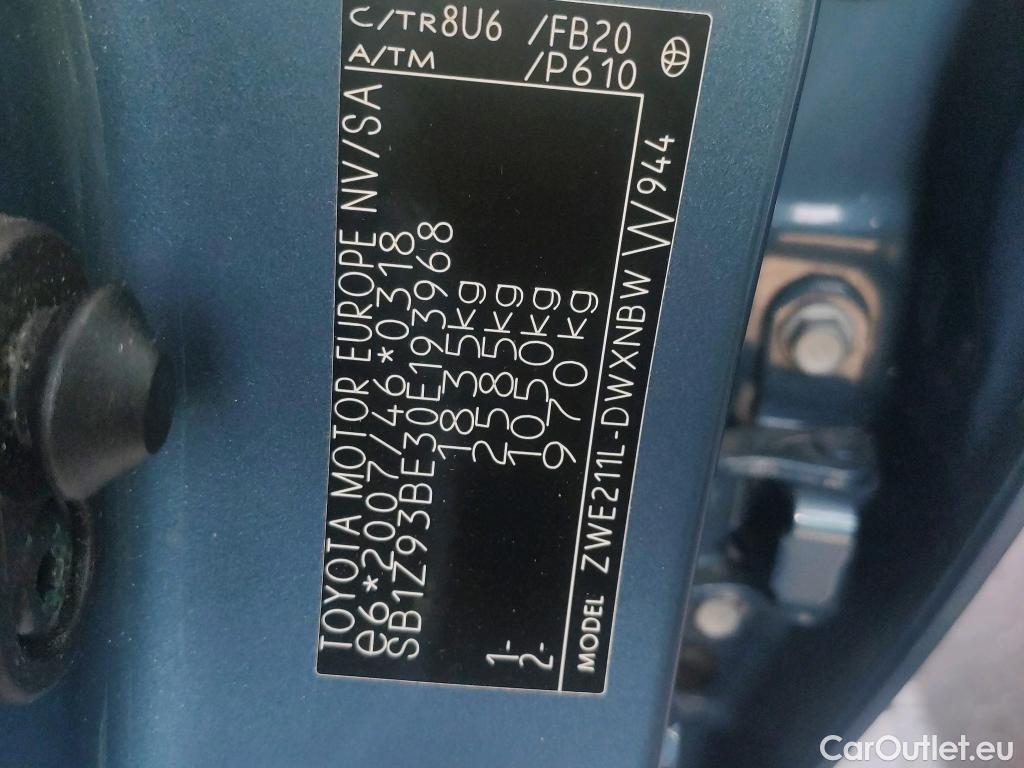 TOYOTA MOTOR EUROPE NV/SA
e6*2007/46*0318
SB1Z93BE30E193968
1835kg
2585kg
1- 1050kg
2- 970kg
MODEL ZWE211L-DWXNBW W944
C/TR8U6 /FB20
A/TM /P610
CarOutlet.eu